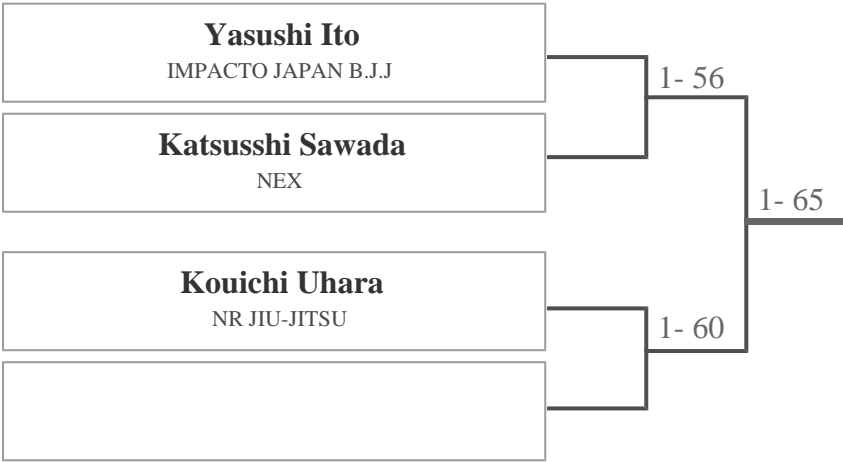 Yasushi Ito
IMPACTO JAPAN B.J.J
1- 56
Katsusshi Sawada
NEX
1- 65
Kouichi Uhara
NR JIU-JITSU
1- 60